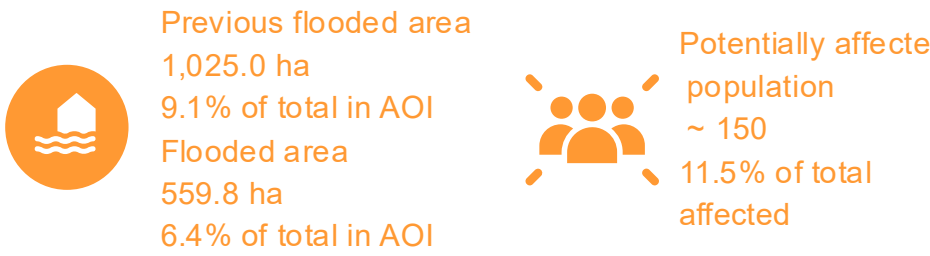 Previous flooded area
1,025.0 ha
9.1% of total in AOI
Flooded area
559.8 ha
6.4% of total in AOI
Potentially affecte
population
~ 150
11.5% of total
affected